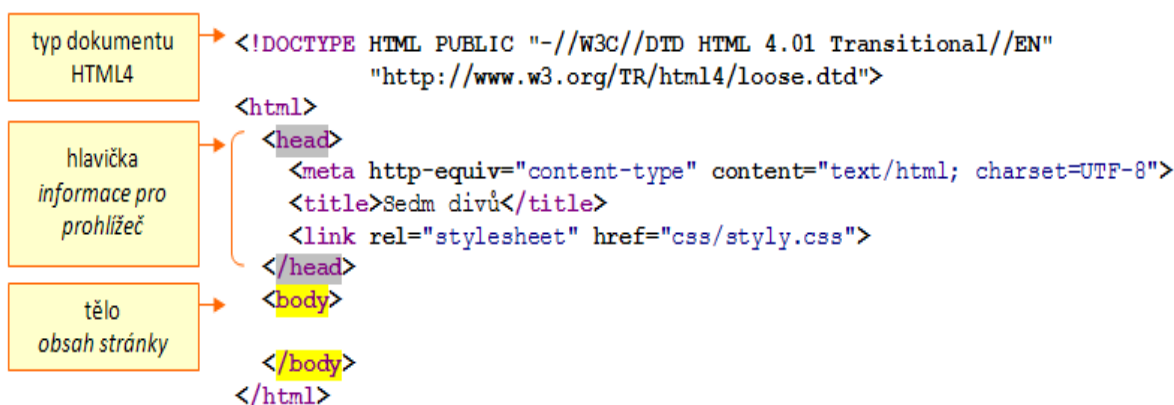 typ dokumentu
HTML4
<!DOCTYPE HTML PUBLIC "-//W3C//DTD HTML 4.01 Transitional//EN"
"http://www.w3.org/TR/html4/loose.dtd">
<html>
hlavička
informace pro
prohlížeč
<head>
<meta http-equiv="content-type" content="text/html; charset=UTF-8">
<title>Sedm divů</title>
<link rel="stylesheet" href="css/styly.css">
</head>
tělo
obsah stránky
<body>
</body>
</html>